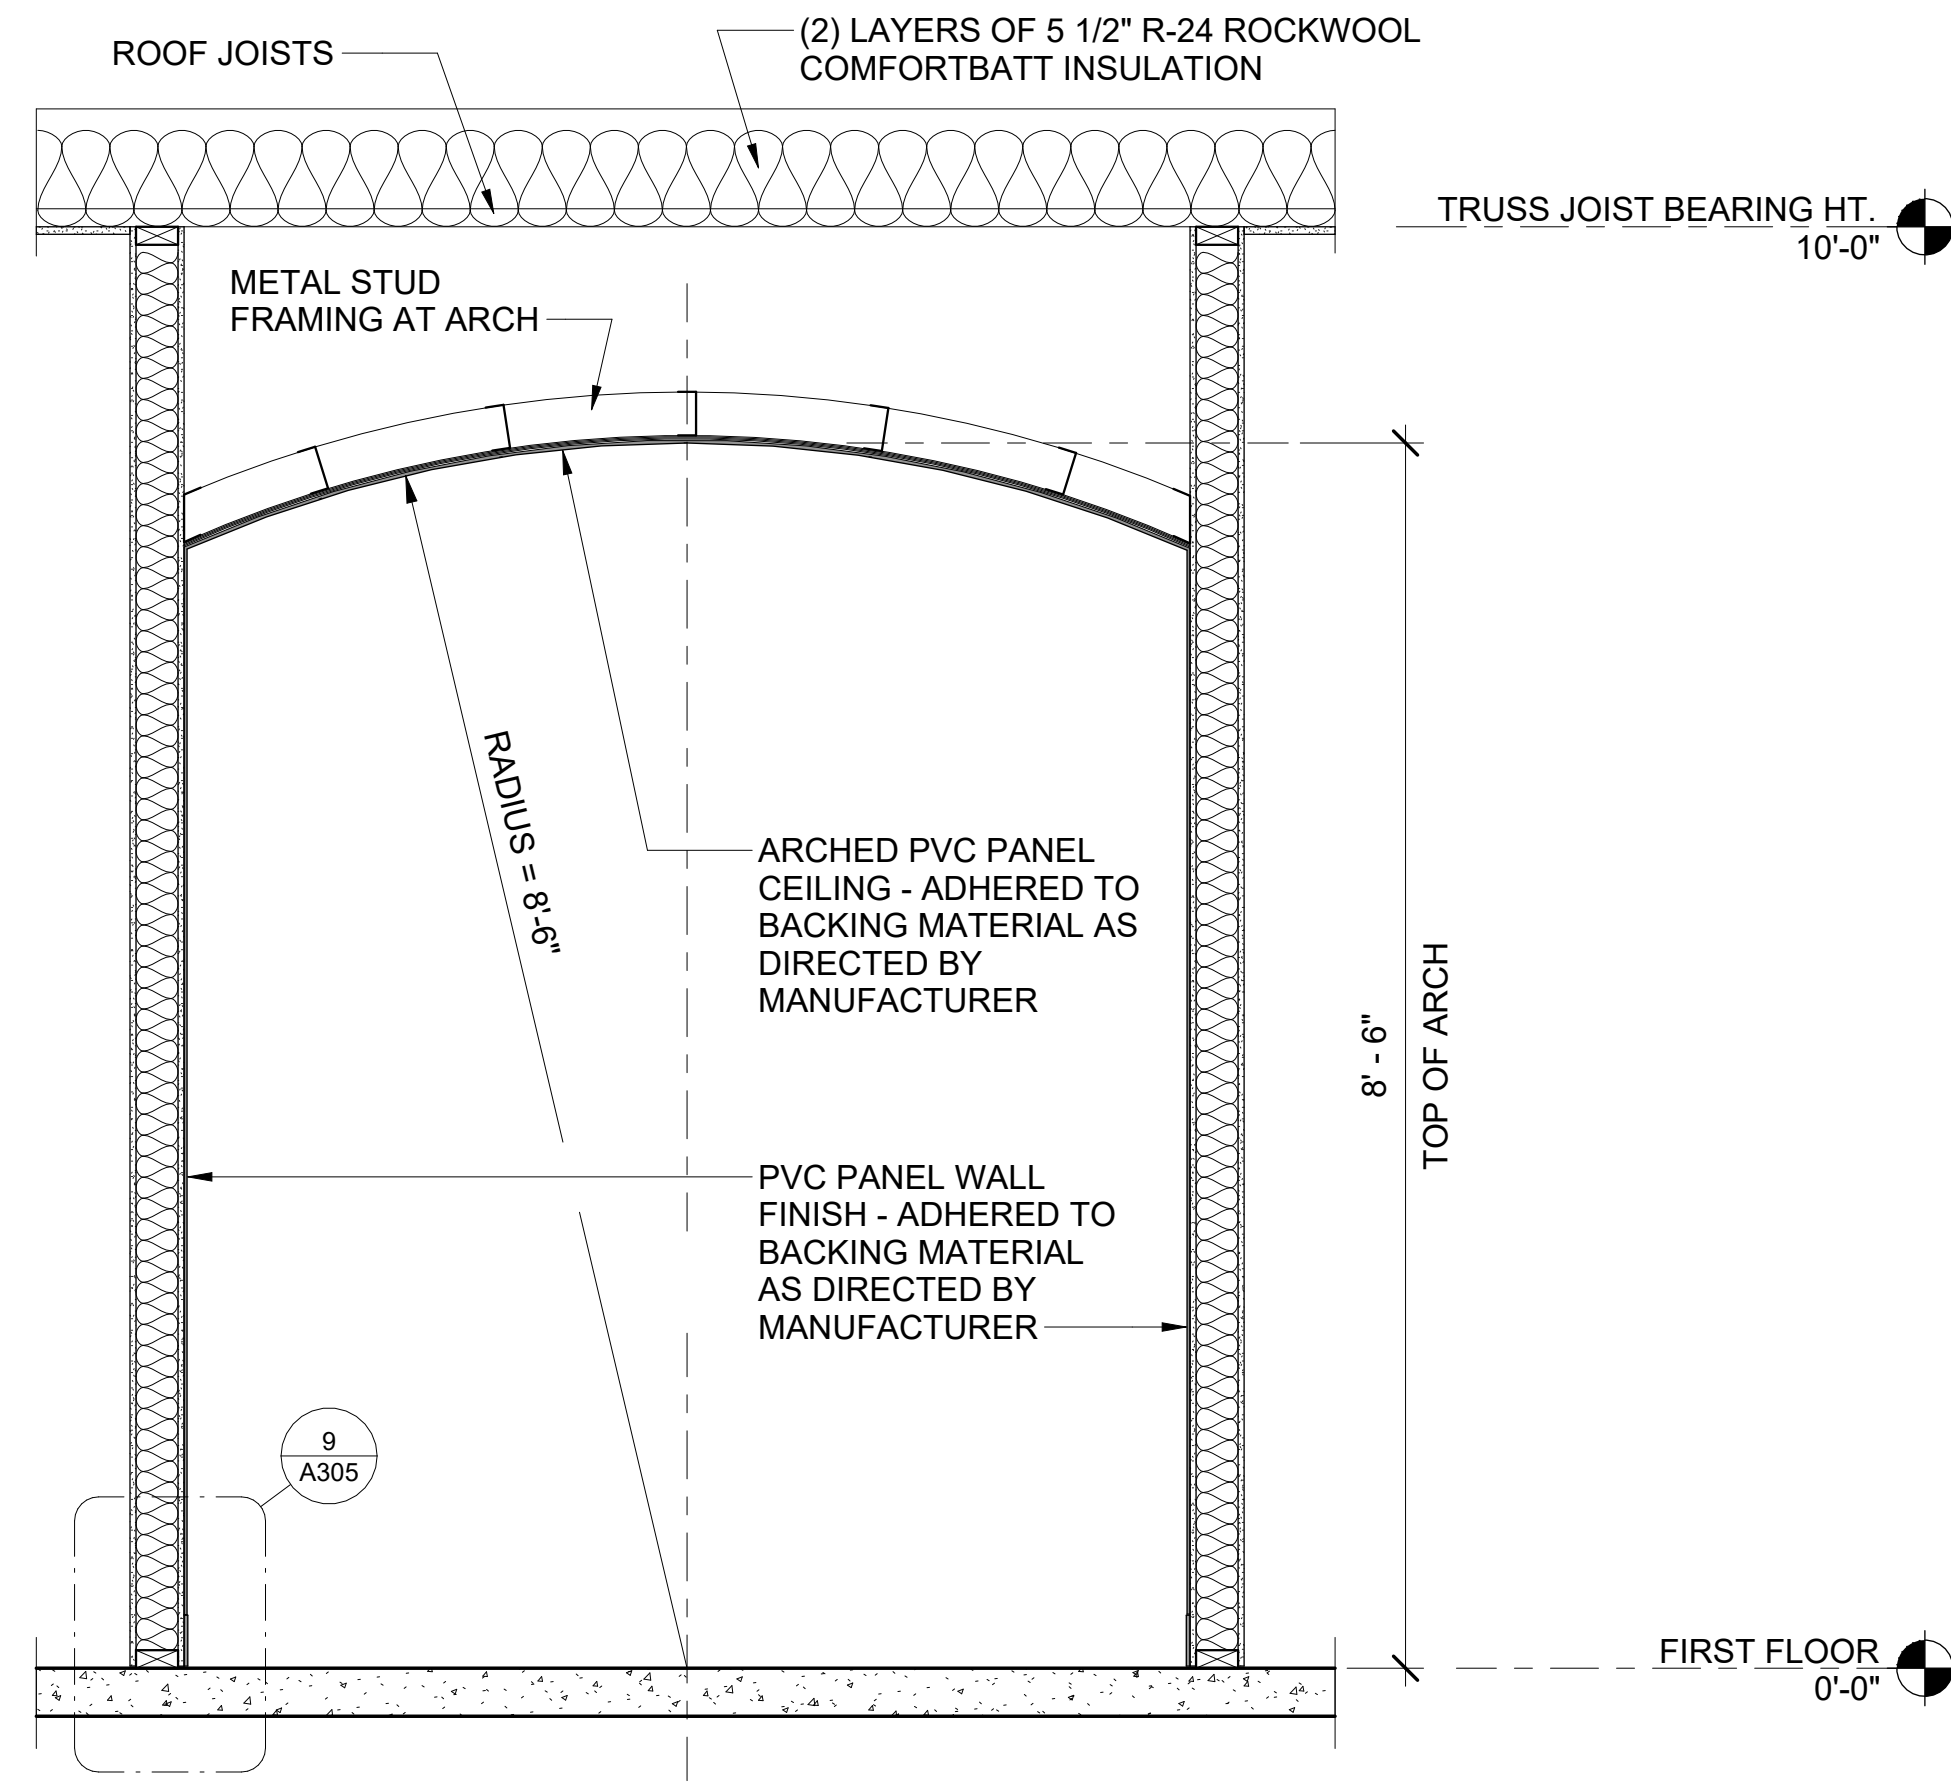 ROOF JOISTS
(2) LAYERS OF 5 1/2" R-24 ROCKWOOL
COMFORTBATT INSULATION
TRUSS JOIST BEARING HT.
10'-0"
METAL STUD
FRAMING AT ARCH
RADIUS = 8'-6"
ARCHED PVC PANEL
CEILING - ADHERED TO
BACKING MATERIAL AS
DIRECTED BY
MANUFACTURER
8' - 6"
TOP OF ARCH
PVC PANEL WALL
FINISH - ADHERED TO
BACKING MATERIAL
AS DIRECTED BY
MANUFACTURER
9
A305
FIRST FLOOR
0'-0"